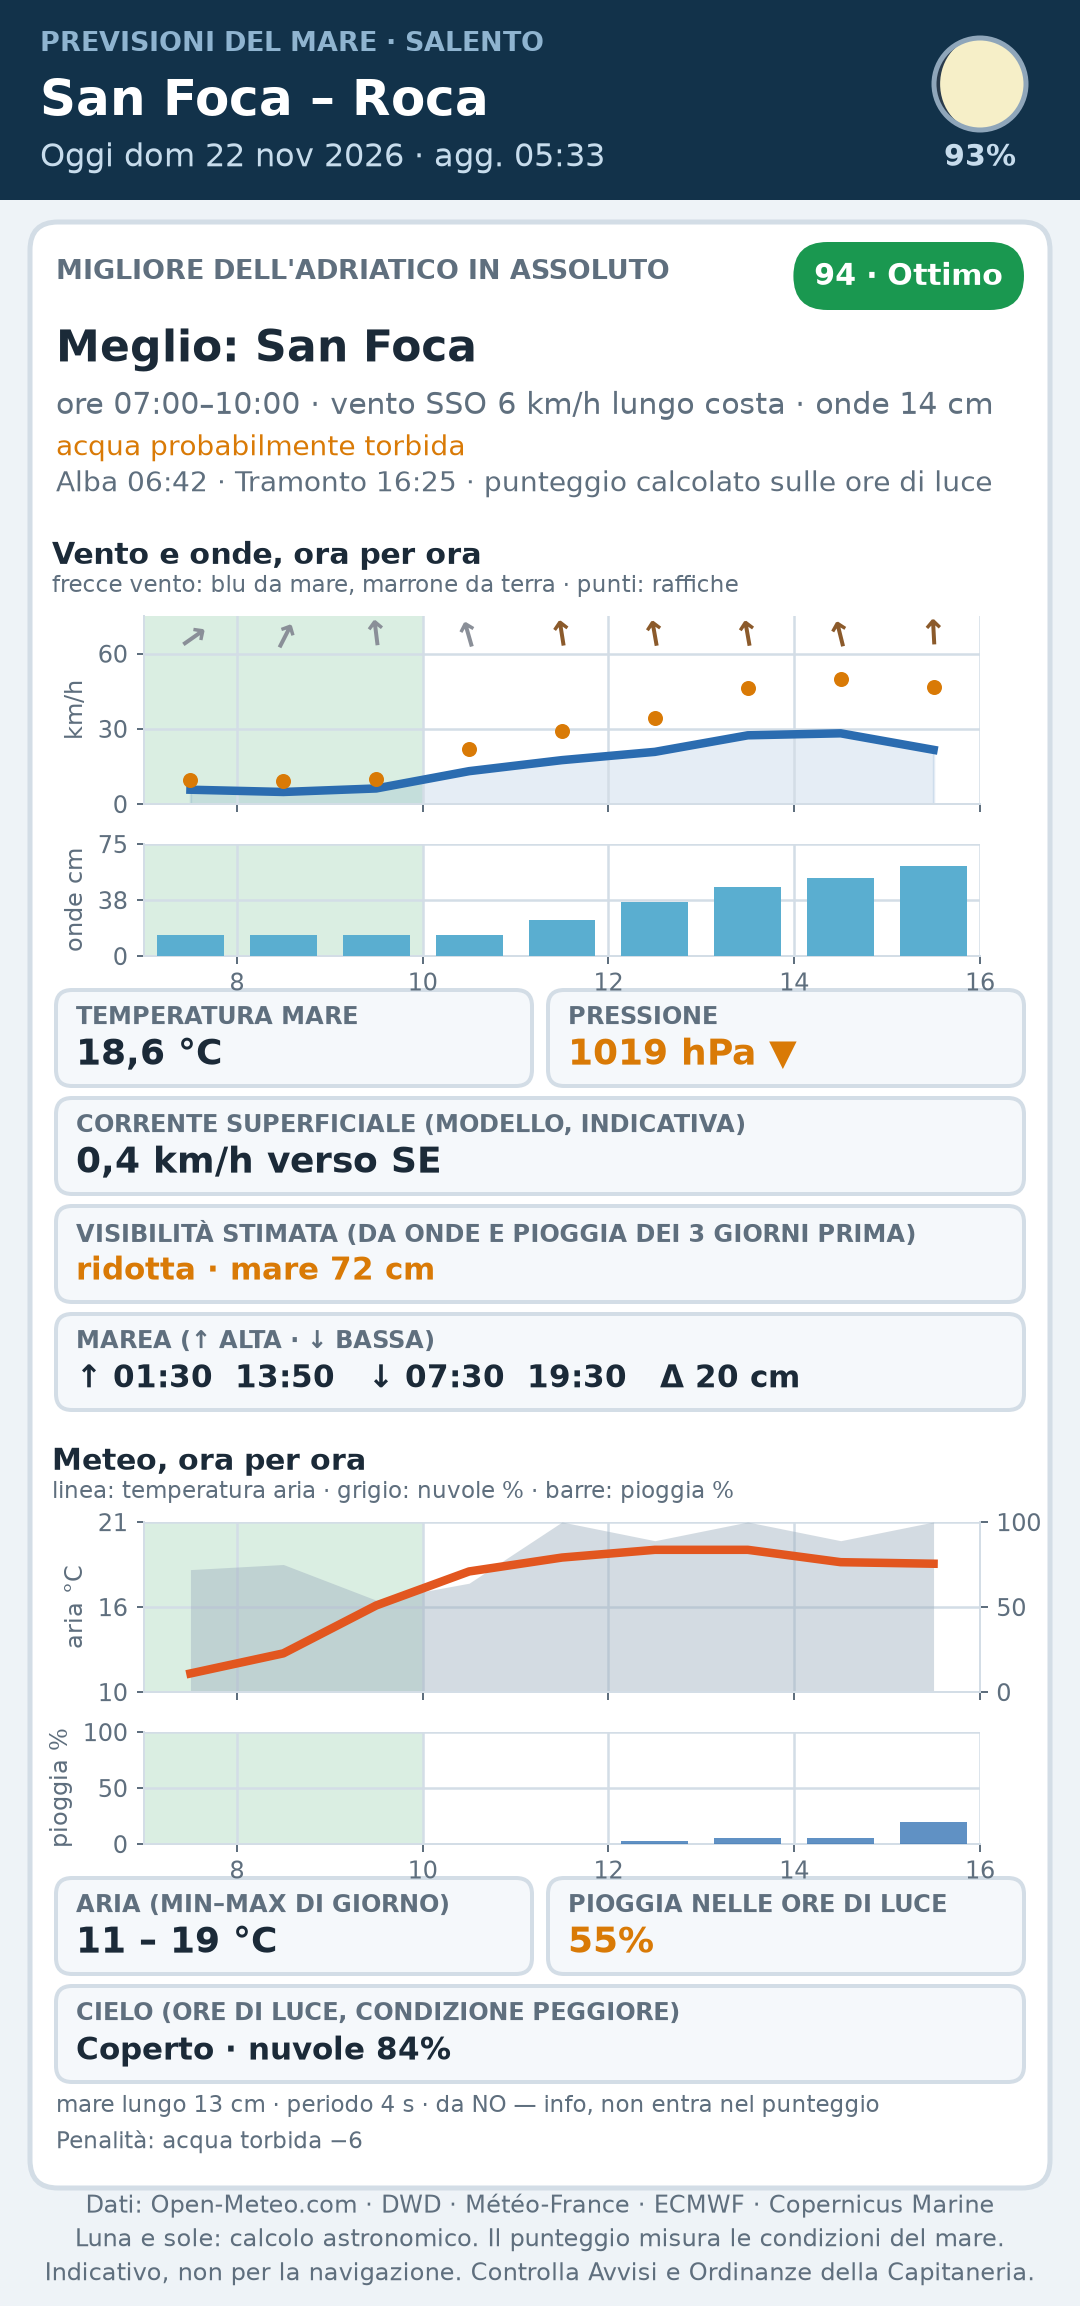 PREVISIONI DEL MARE · SALENTO
San Foca – Roca
Oggi dom 22 nov 2026 · agg. 05:33
93%
MIGLIORE DELL'ADRIATICO IN ASSOLUTO
94 · Ottimo
Meglio: San Foca
ore 07:00–10:00 · vento SSO 6 km/h lungo costa · onde 14 cm
acqua probabilmente torbida
Alba 06:42 · Tramonto 16:25 · punteggio calcolato sulle ore di luce
Vento e onde, ora per ora
frecce vento: blu da mare, marrone da terra · punti: raffiche
km/h
60
30
0
onde cm
75
38
0
8 10 12 14 16
TEMPERATURA MARE
18,6 °C
PRESSIONE
1019 hPa ▼
CORRENTE SUPERFICIALE (MODELLO, INDICATIVA)
0,4 km/h verso SE
VISIBILITÀ STIMATA (DA ONDE E PIOGGIA DEI 3 GIORNI PRIMA)
ridotta · mare 72 cm
MAREA (↑ ALTA · ↓ BASSA)
↑ 01:30 13:50 ↓ 07:30 19:30 Δ 20 cm
Meteo, ora per ora
linea: temperatura aria · grigio: nuvole % · barre: pioggia %
aria °C
21
16
10
100
50
0
pioggia %
100
50
0
8 10 12 14 16
ARIA (MIN–MAX DI GIORNO)
11 – 19 °C
PIOGGIA NELLE ORE DI LUCE
55%
CIELO (ORE DI LUCE, CONDIZIONE PEGGIORE)
Coperto · nuvole 84%
mare lungo 13 cm · periodo 4 s · da NO — info, non entra nel punteggio
Penalità: acqua torbida −6
Dati: Open-Meteo.com · DWD · Météo-France · ECMWF · Copernicus Marine
Luna e sole: calcolo astronomico. Il punteggio misura le condizioni del mare.
Indicativo, non per la navigazione. Controlla Avvisi e Ordinanze della Capitaneria.